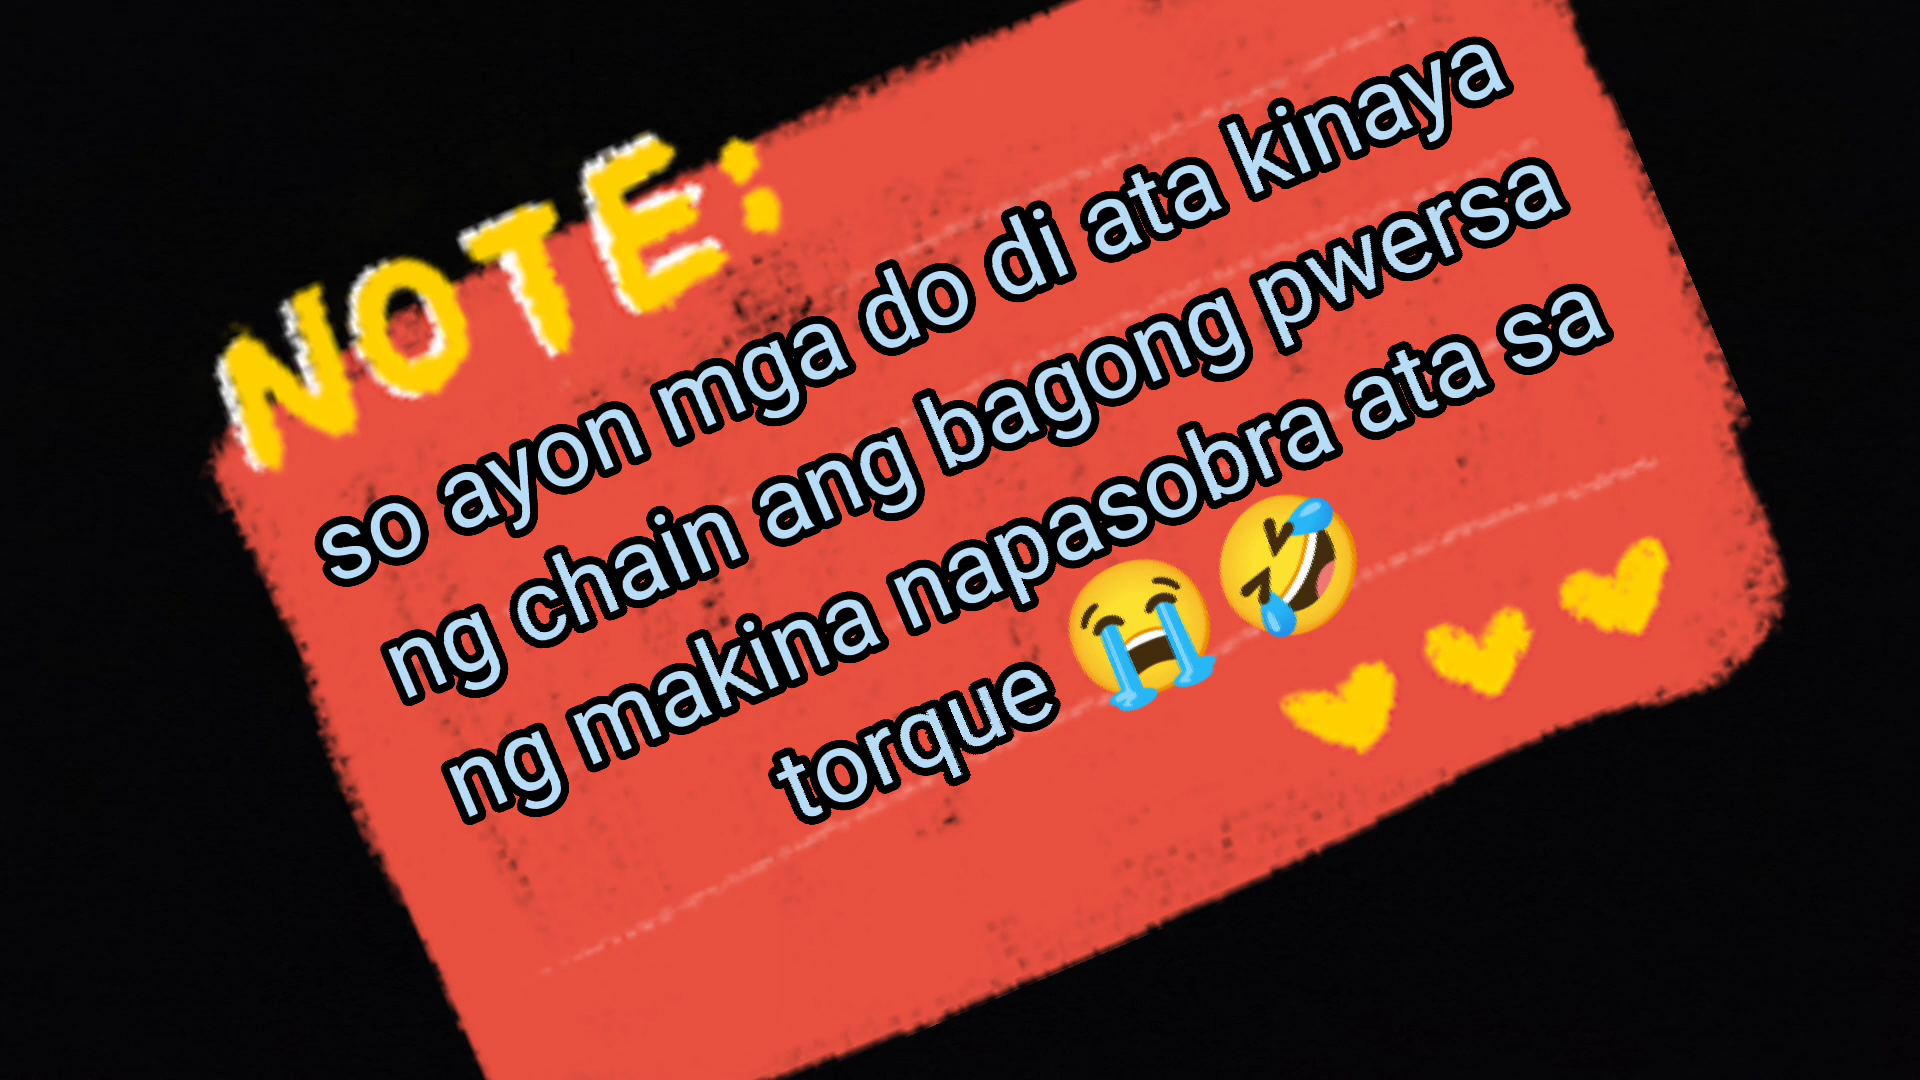 NOTE:
so ayon mga do di ata kinaya
ng chain ang bagong pwersa
ng makina napasobra ata sa
torque 😭🤣